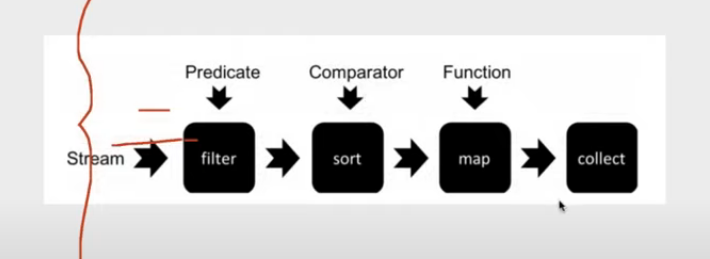 Predicate Comparator Function
Stream filter sort map collect